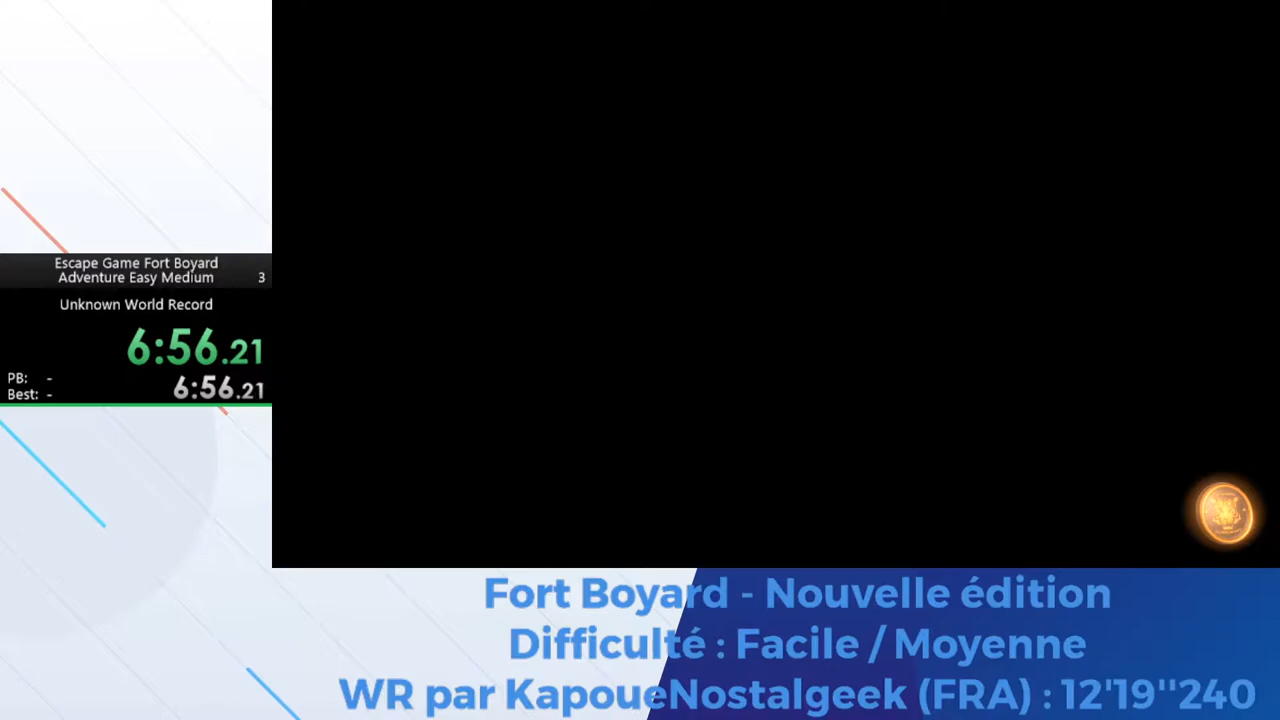 Escape Game Fort Boyard
Adventure Easy Medium 3
Unknown World Record
6:56.21
PB: -
6:56.21
Best: -
Fort Boyard - Nouvelle édition
Difficulté : Facile / Moyenne
WR par KapoueNostalgeek (FRA) : 12'19''240